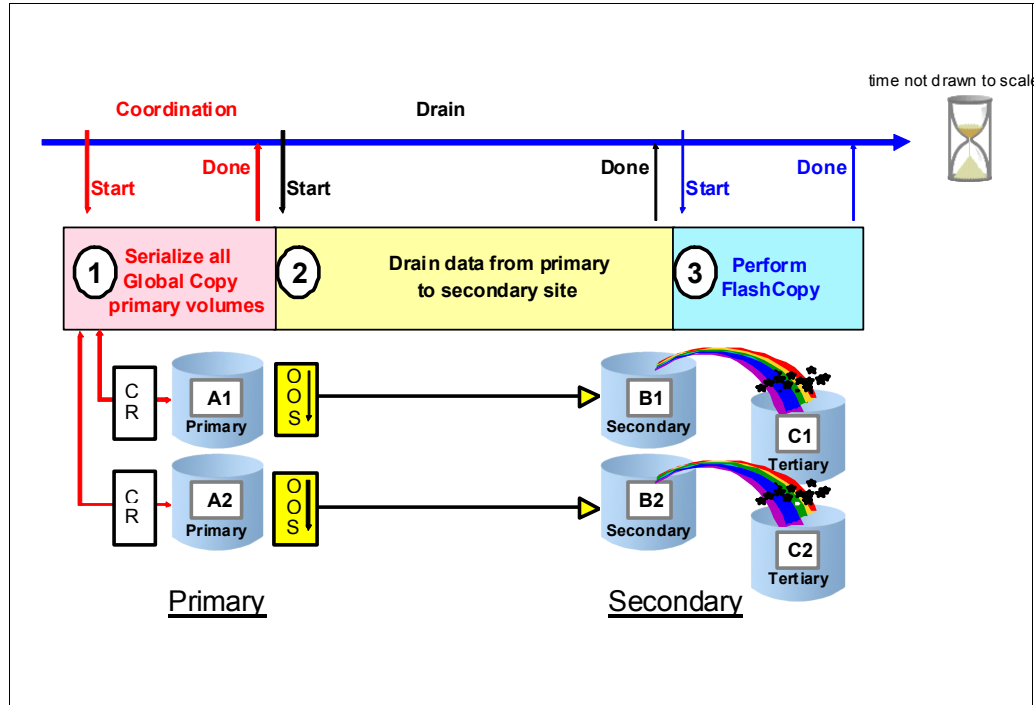 time not drawn to scale
Coordination
Drain
Start
Done
Start
Done
Start
Done
1
Serialize all
Global Copy
primary volumes
2
Drain data from primary
to secondary site
3
Perform
FlashCopy
C
R
A1
Primary
O
O
S
B1
Secondary
C1
Tertiary
C
R
A2
Primary
O
O
S
B2
Secondary
C2
Tertiary
Primary
Secondary